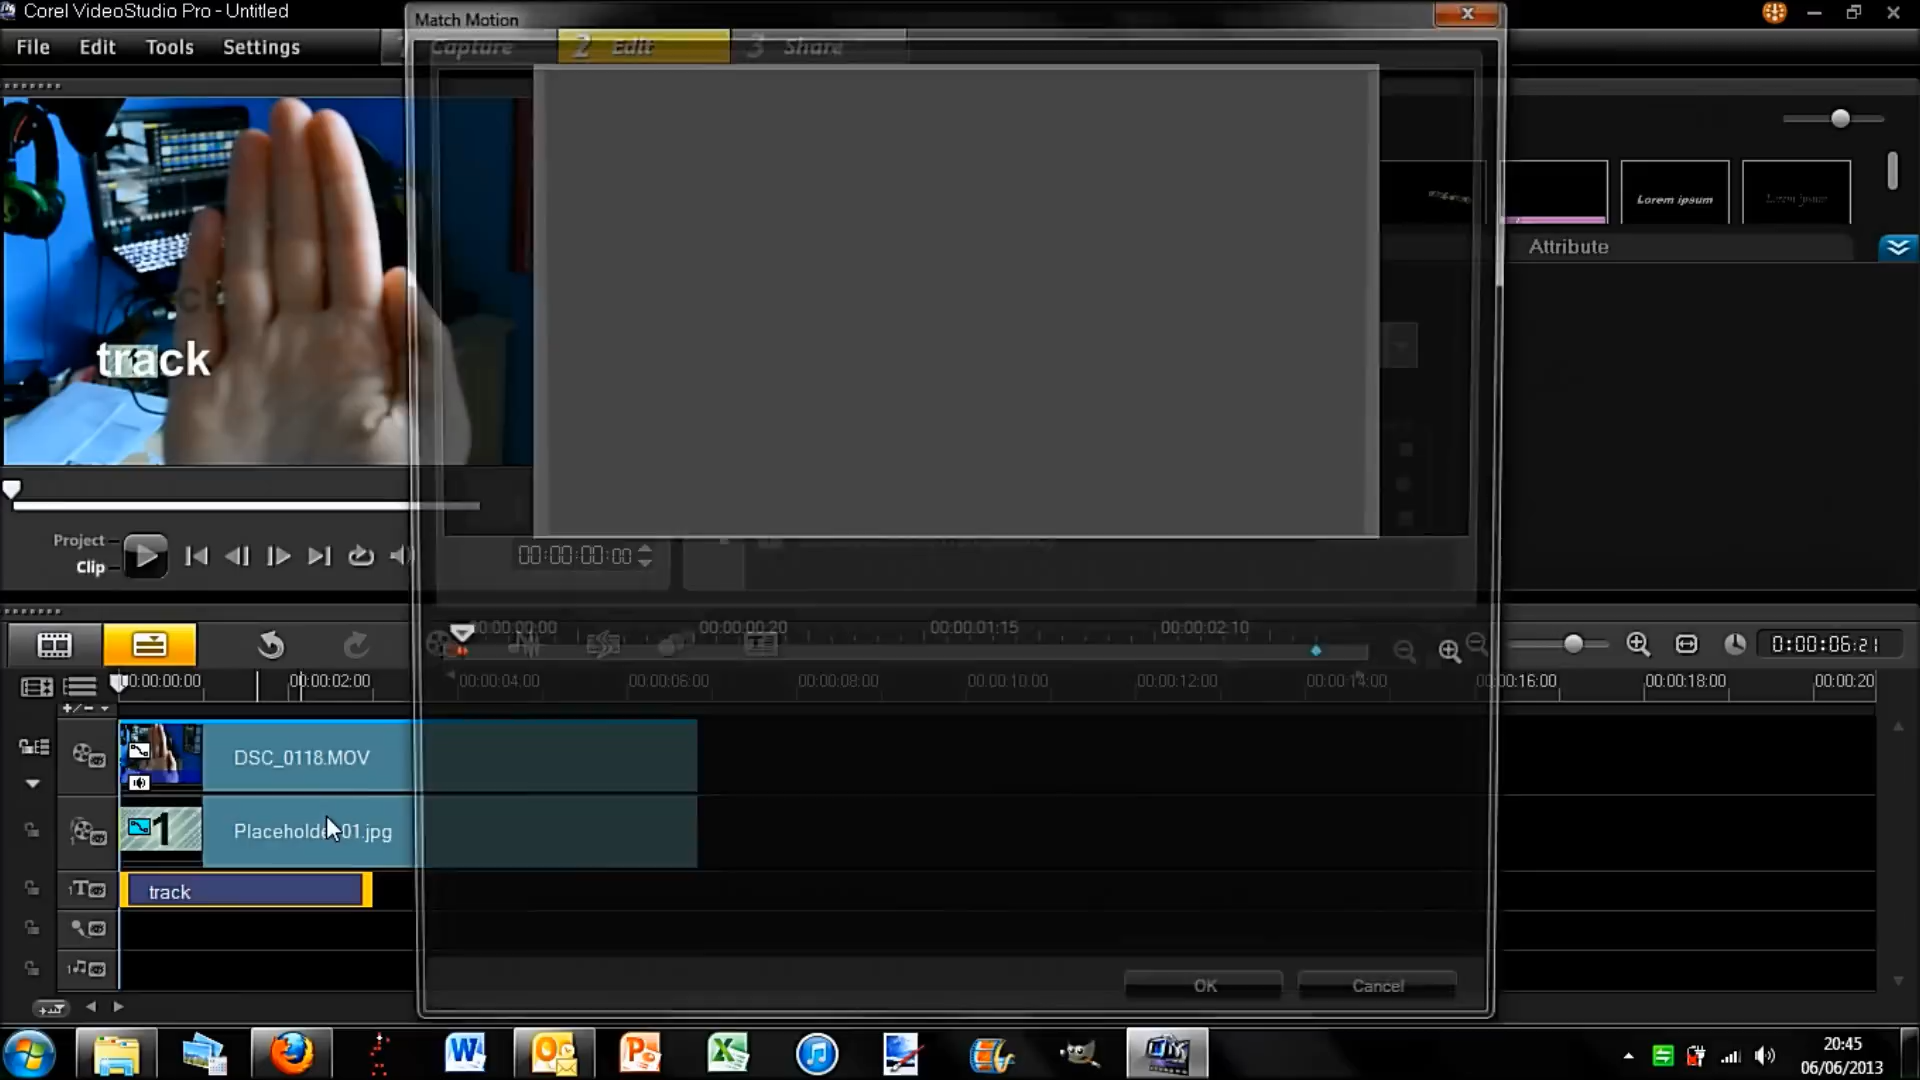 Corel VideoStudio Pro - Untitled
Match Motion
File Edit Tools Settings
Capture
2 Edit
3 Share
Lorem ipsum
Lorem ipsum
Attribute
track
Project
Clip
00:00:00:00
00:00:00:00 00:00:00:20 00:00:01:15 00:00:02:10
0:00:06:21
00:00:00:00 00:00:02:00 00:00:04:00 00:00:06:00 00:00:08:00 00:00:10:00 00:00:12:00 00:00:14:00 00:00:16:00 00:00:18:00 00:00:20
DSC_0118.MOV
1
01.jpg
track
OK Cancel
20:45
06/06/2013